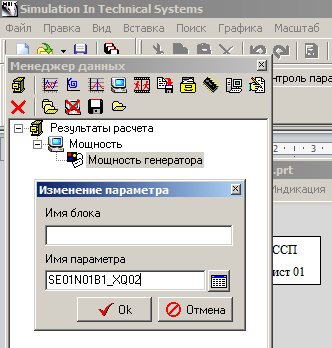 Simulation In Technical Systems
Файл Правка Вид Вставка Поиск Графика Масштаб
Менеджер данных
нтроль пара
Результаты расчета
Мощность
Мощность генератора
.prt
Индикация
Изменение параметра
Имя блока
ССП
ист 01
Имя параметра
SE01N01B1_XQ02
Ok
Отмена